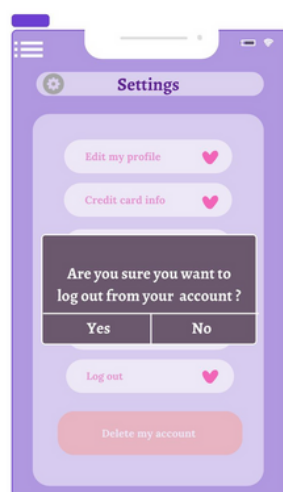 Settings
Edit my profile
Credit card info
Are you sure you want to
log out from your account ?
Yes
No
Log out
Delete my account